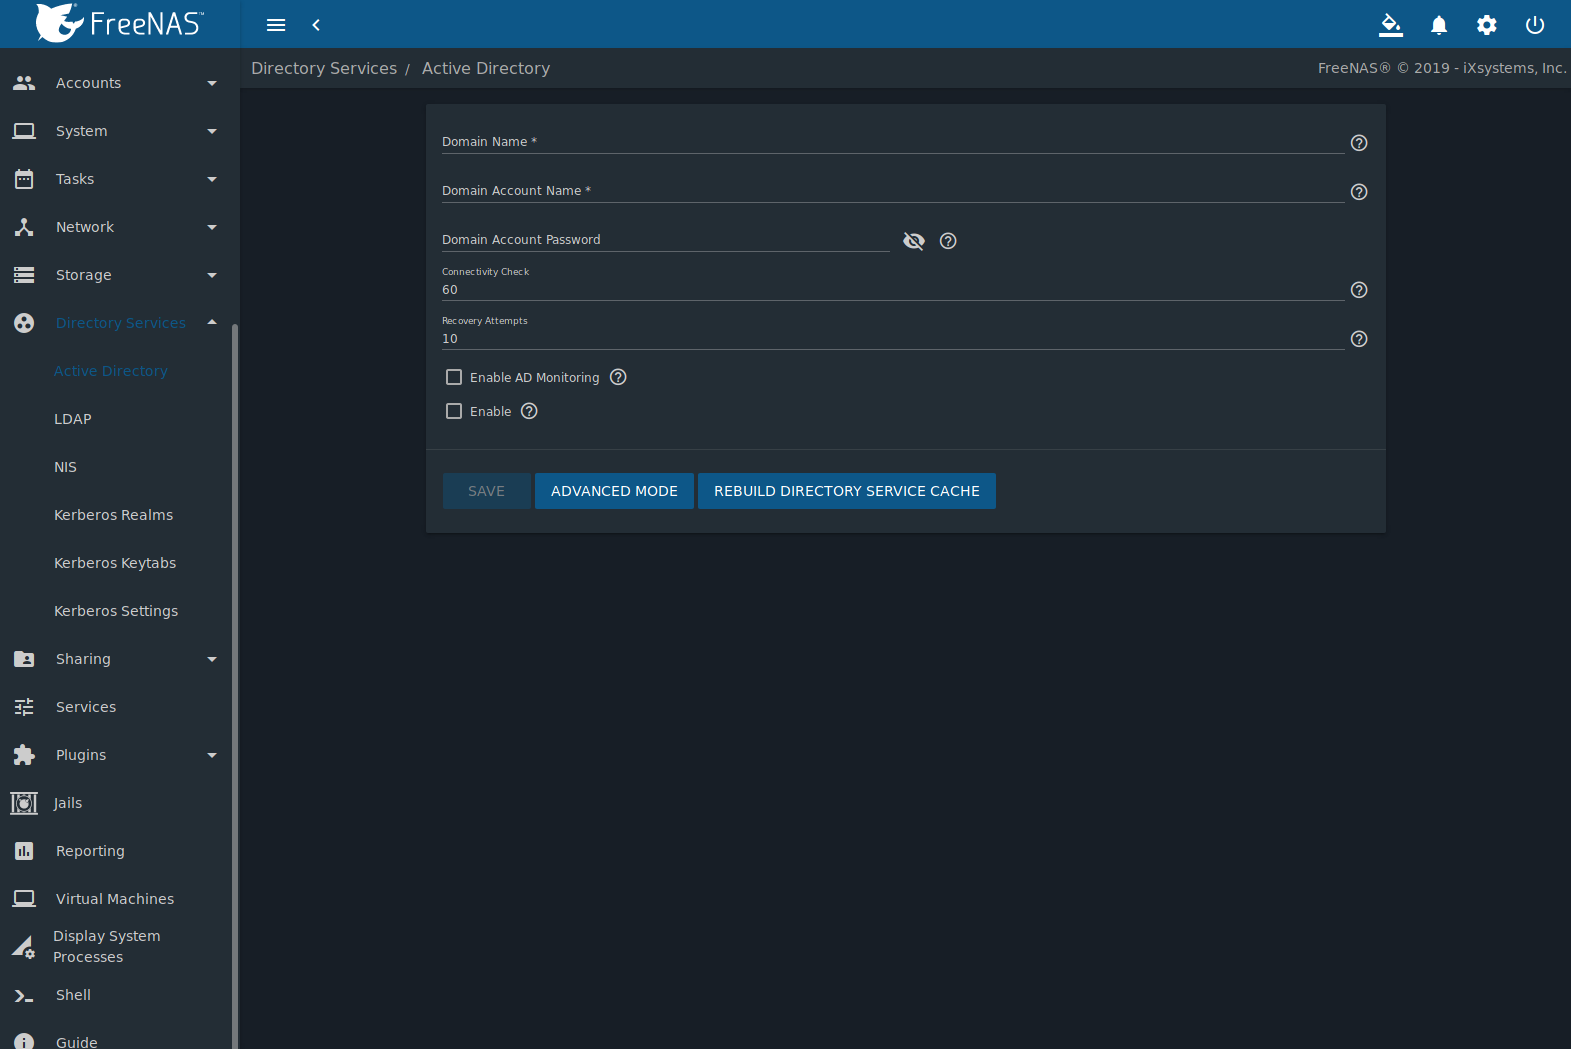 FreeNAS™
Directory Services / Active Directory
FreeNAS® © 2019 - iXsystems, Inc.
Accounts
System
Tasks
Network
Storage
Directory Services
Active Directory
LDAP
NIS
Kerberos Realms
Kerberos Keytabs
Kerberos Settings
Sharing
Services
Plugins
Jails
Reporting
Virtual Machines
Display System
Processes
Shell
Guide
Domain Name *
Domain Account Name *
Domain Account Password
Connectivity Check
60
Recovery Attempts
10
Enable AD Monitoring
Enable
SAVE ADVANCED MODE REBUILD DIRECTORY SERVICE CACHE